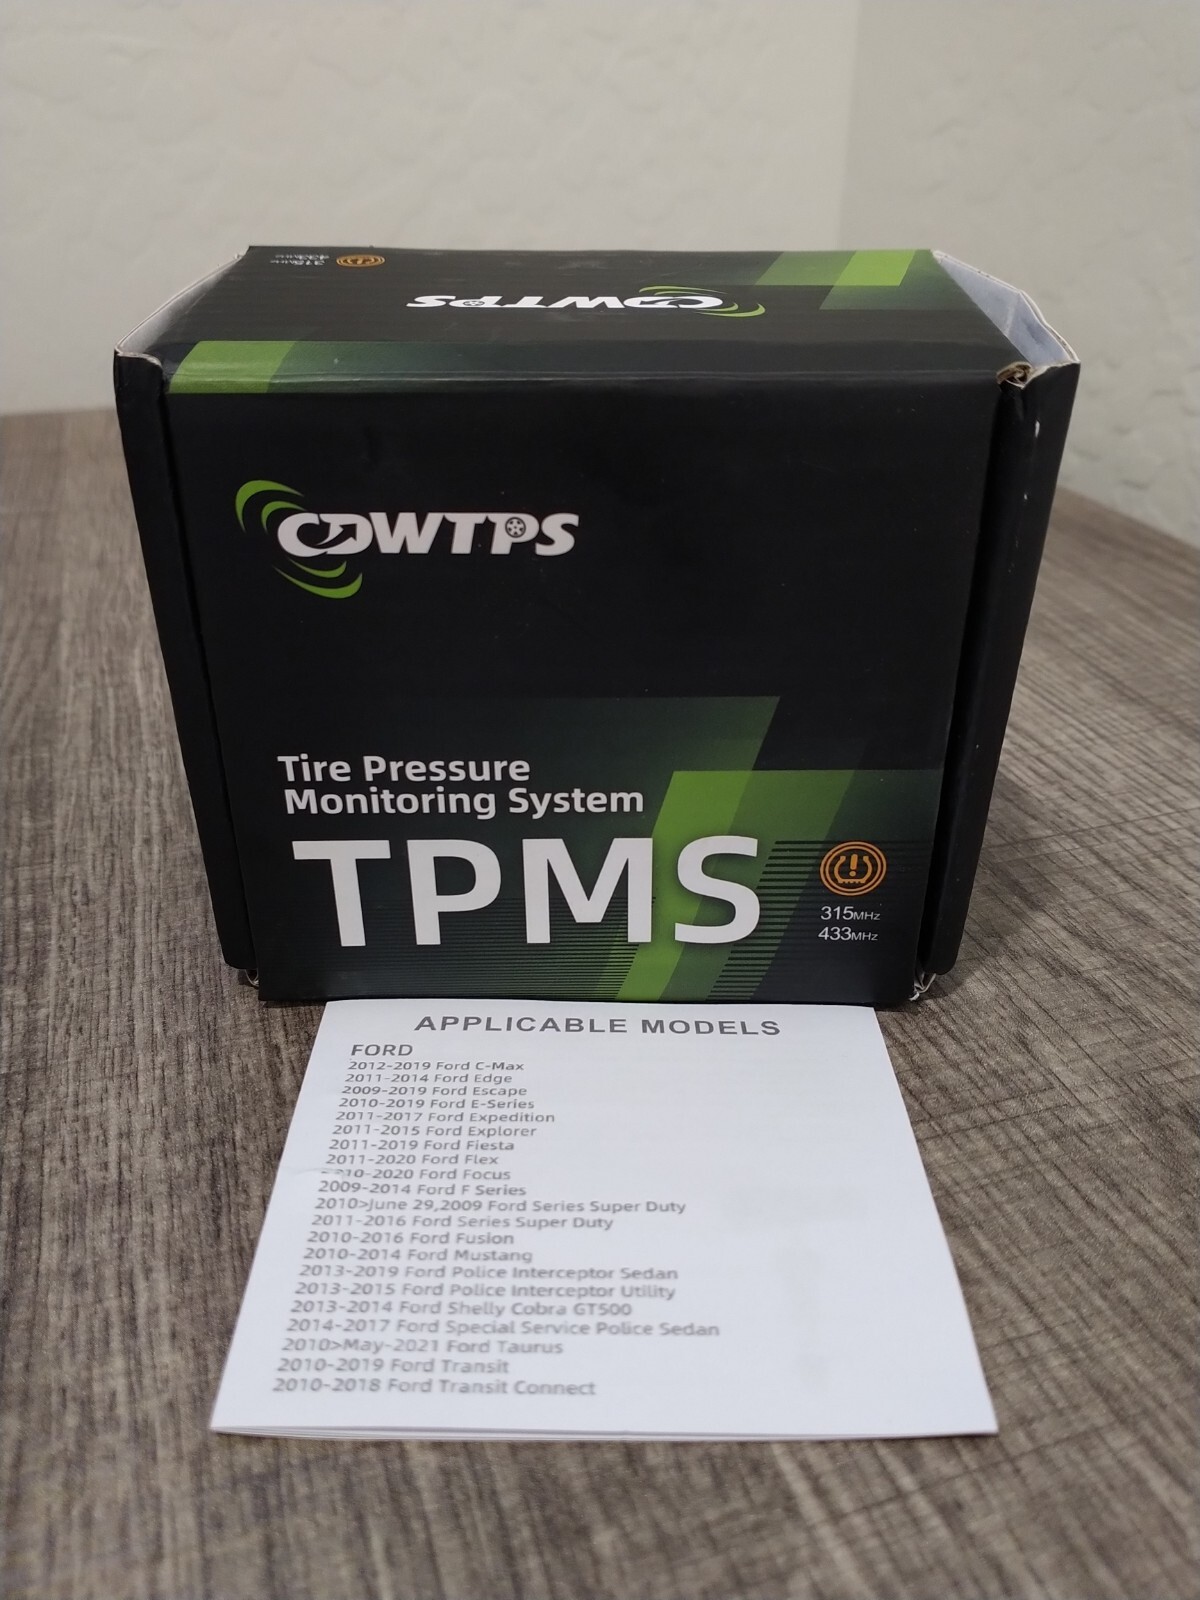 315MHz
433MHz
CDWTPS
CDWTPS
Tire Pressure
Monitoring System
TPMS
315MHz
433MHz
APPLICABLE MODELS
FORD
2012-2019 Ford C-Max
2011-2014 Ford Edge
2009-2019 Ford Escape
2010-2019 Ford E-Series
2011-2017 Ford Expedition
2011-2015 Ford Explorer
2011-2019 Ford Fiesta
2011-2020 Ford Flex
2010-2020 Ford Focus
2009-2014 Ford F Series
2010>June 29,2009 Ford Series Super Duty
2011-2016 Ford Series Super Duty
2010-2016 Ford Fusion
2010-2014 Ford Mustang
2013-2019 Ford Police Interceptor Sedan
2013-2015 Ford Police Interceptor Utility
2013-2014 Ford Shelly Cobra GT500
2014-2017 Ford Special Service Police Sedan
2010>May-2021 Ford Taurus
2010-2019 Ford Transit
2010-2018 Ford Transit Connect